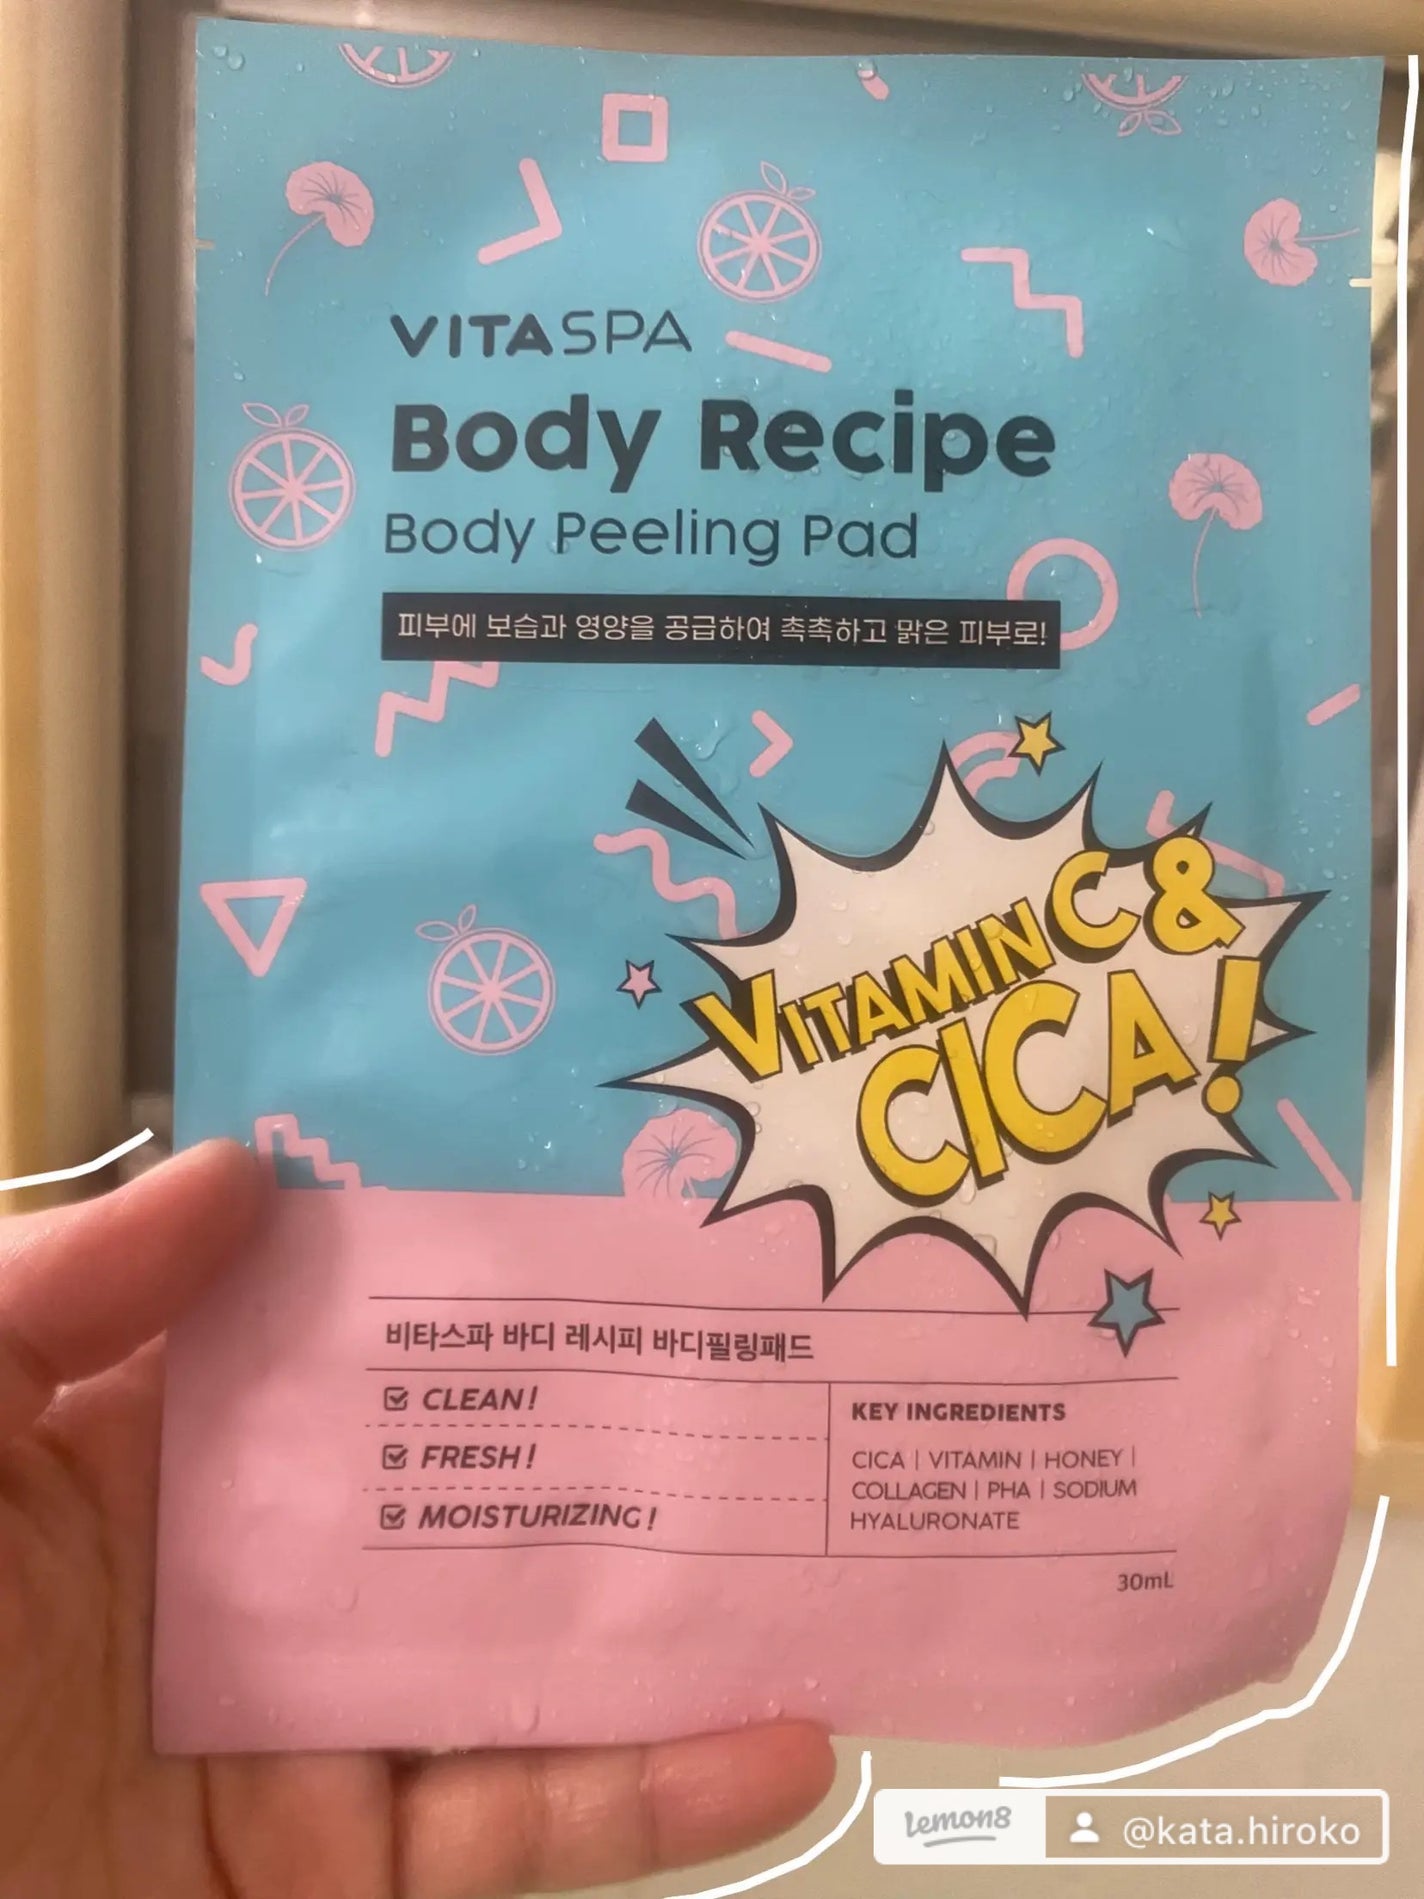 VITASPA
Body Recipe
Body Peeling Pad
피부에 보습과 영양을 공급하여 촉촉하고 맑은 피부로!
VITAMIN C &
CICA!
비타스파 바디 레시피 바디필링패드
CLEAN!
FRESH!
MOISTURIZING!
KEY INGREDIENTS
CICA | VITAMIN | HONEY |
COLLAGEN | PHA | SODIUM
HYALURONATE
30mL
Lemon8 @kata.hiroko